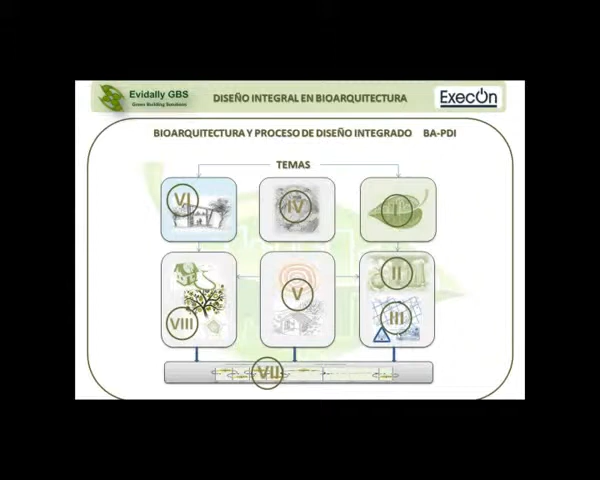 Evidally GBS
Green Building Solutions
DISEÑO INTEGRAL EN BIOARQUITECTURA
ExecOn
BIOARQUITECTURA Y PROCESO DE DISEÑO INTEGRADO BA-PDI
TEMAS
VI
IV
I
II
V
III
VIII
VII